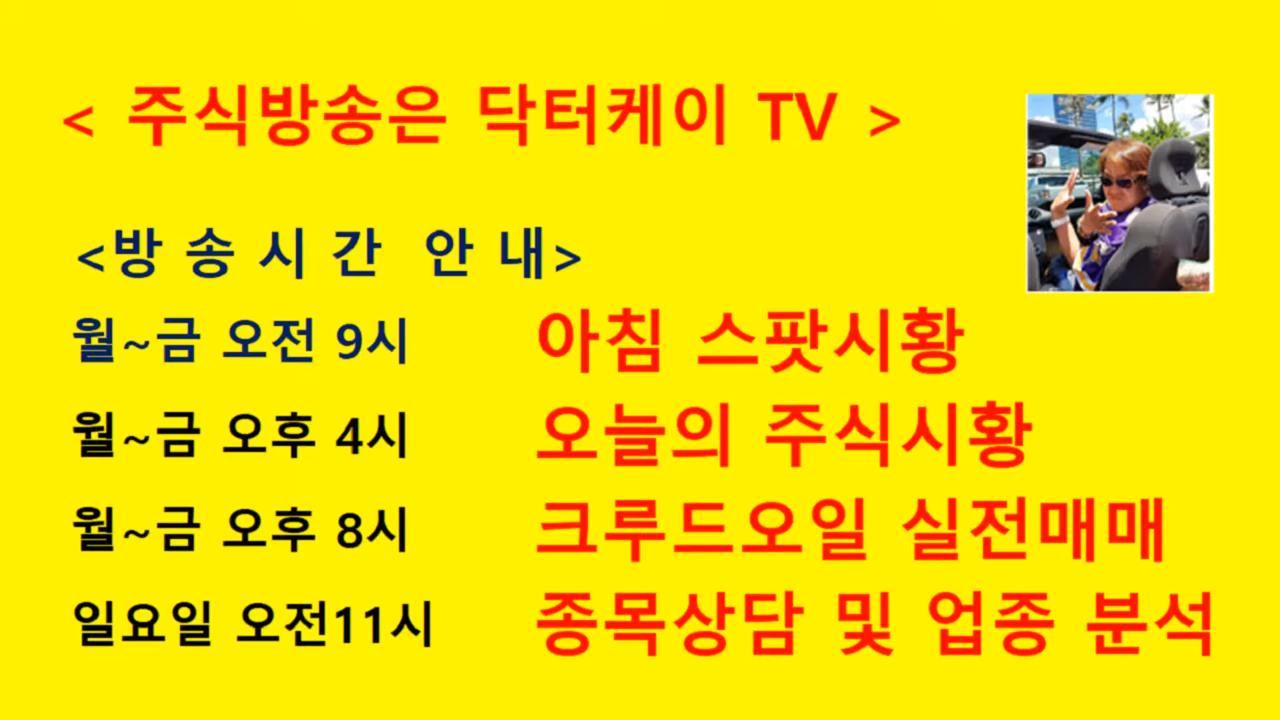 < 주식방송은 닥터케이 TV >
<방 송 시 간 안 내>
월~금 오전 9시 아침 스팟시황
월~금 오후 4시 오늘의 주식시황
월~금 오후 8시 크루드오일 실전매매
일요일 오전11시 종목상담 및 업종 분석